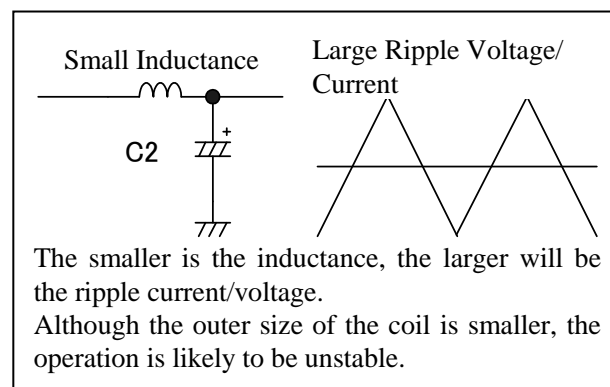 Small Inductance
Large Ripple Voltage/
Current
+
C2
The smaller is the inductance, the larger will be
the ripple current/voltage.
Although the outer size of the coil is smaller, the
operation is likely to be unstable.